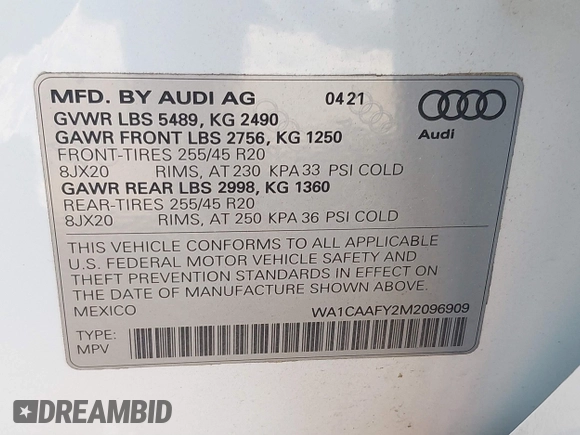 MFD. BY AUDI AG 0421
GVWR LBS 5489, KG 2490
GAWR FRONT LBS 2756, KG 1250
FRONT-TIRES 255/45 R20
8JX20 RIMS, AT 230 KPA 33 PSI COLD
GAWR REAR LBS 2998, KG 1360
REAR-TIRES 255/45 R20
8JX20 RIMS, AT 250 KPA 36 PSI COLD
Audi
THIS VEHICLE CONFORMS TO ALL APPLICABLE
U.S. FEDERAL MOTOR VEHICLE SAFETY AND
THEFT PREVENTION STANDARDS IN EFFECT ON
THE DATE OF MANUFACTURE SHOWN ABOVE.
MEXICO WA1CAAFY2M2096909
TYPE:
MPV
DREAMBID